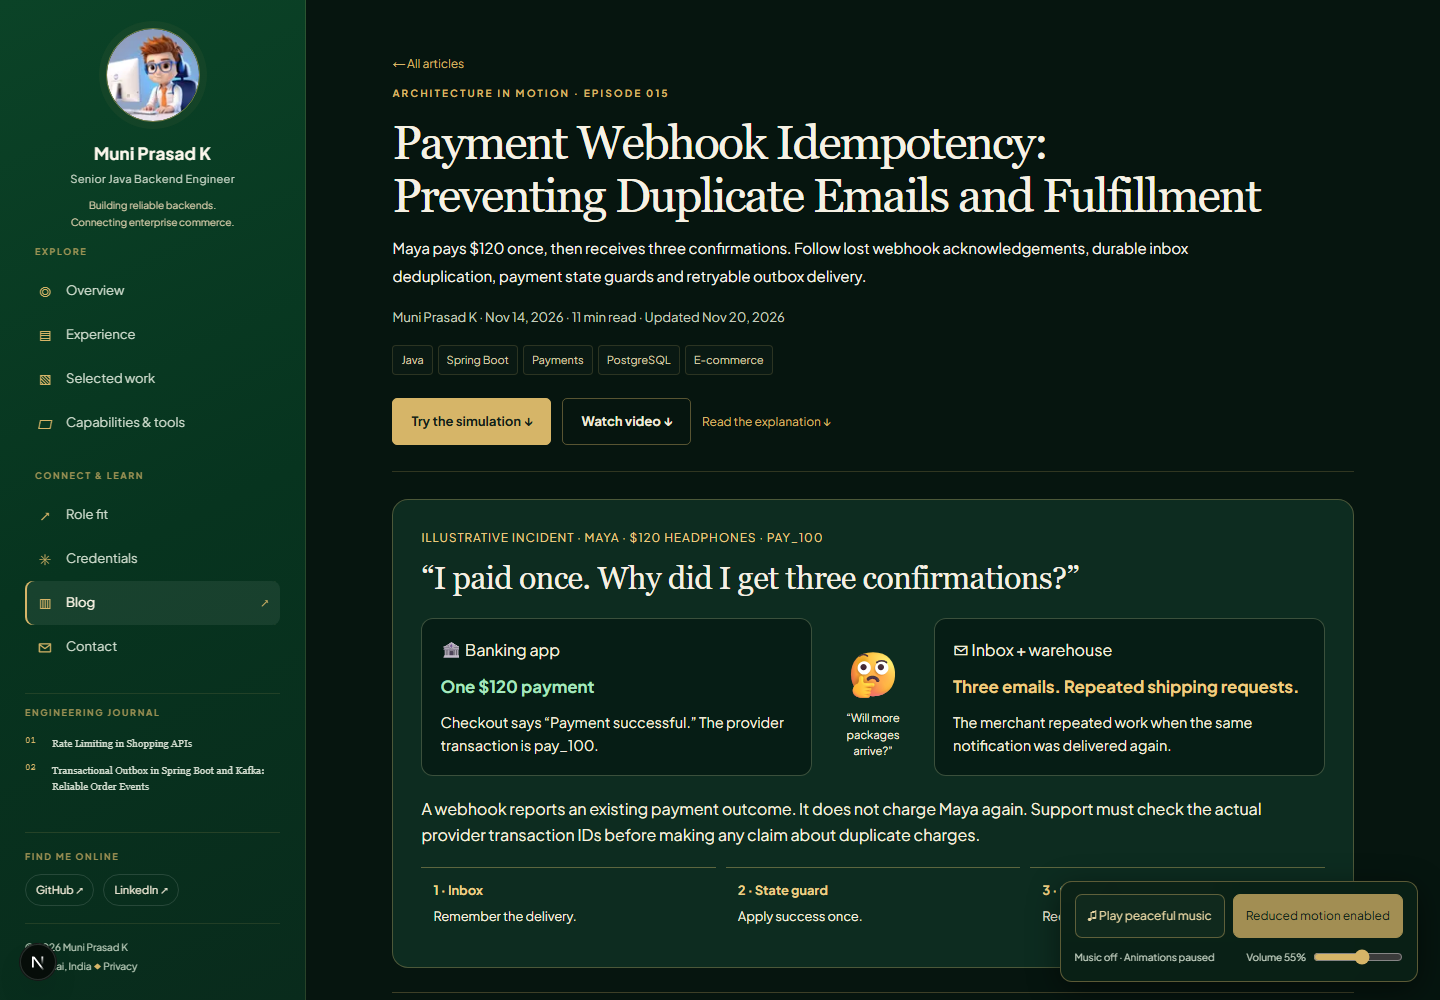 Muni Prasad K
Senior Java Backend Engineer
Building reliable backends.
Connecting enterprise commerce.
EXPLORE
Overview
Experience
Selected work
Capabilities & tools
CONNECT & LEARN
Role fit
Credentials
Blog ↗
Contact
ENGINEERING JOURNAL
01 Rate Limiting in Shopping APIs
02 Transactional Outbox in Spring Boot and Kafka:
Reliable Order Events
FIND ME ONLINE
GitHub ↗ LinkedIn ↗
26 Muni Prasad K
ai, India ◆ Privacy
N
← All articles
ARCHITECTURE IN MOTION · EPISODE 015
Payment Webhook Idempotency:
Preventing Duplicate Emails and Fulfillment
Maya pays $120 once, then receives three confirmations. Follow lost webhook acknowledgements, durable inbox
deduplication, payment state guards and retryable outbox delivery.
Muni Prasad K · Nov 14, 2026 · 11 min read · Updated Nov 20, 2026
Java Spring Boot Payments PostgreSQL E-commerce
Try the simulation ↓ Watch video ↓ Read the explanation ↓
ILLUSTRATIVE INCIDENT · MAYA · $120 HEADPHONES · PAY_100
“I paid once. Why did I get three confirmations?”
Banking app
One $120 payment
Checkout says “Payment successful.” The provider
transaction is pay_100.
“Will more
packages
arrive?”
Inbox + warehouse
Three emails. Repeated shipping requests.
The merchant repeated work when the same
notification was delivered again.
A webhook reports an existing payment outcome. It does not charge Maya again. Support must check the actual
provider transaction IDs before making any claim about duplicate charges.
1 · Inbox
Remember the delivery.
2 · State guard
Apply success once.
3 ·
♫ Play peaceful music Reduced motion enabled
Music off · Animations paused Volume 55%